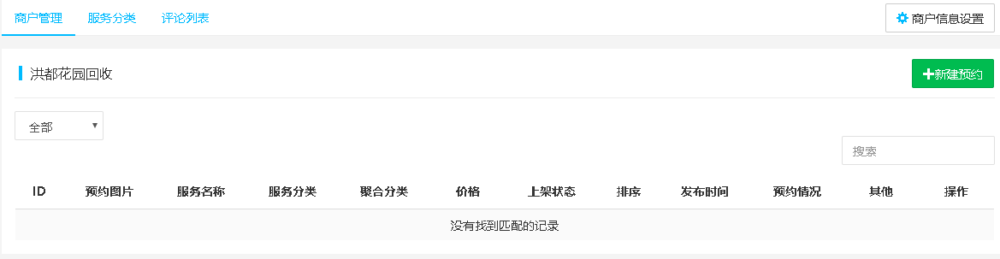 商户管理 服务分类 评论列表 商户信息设置
洪都花园回收 新建预约
全部
搜索
ID 预约图片 服务名称 服务分类 聚合分类 价格 上架状态 排序 发布时间 预约情况 其他 操作
没有找到匹配的记录